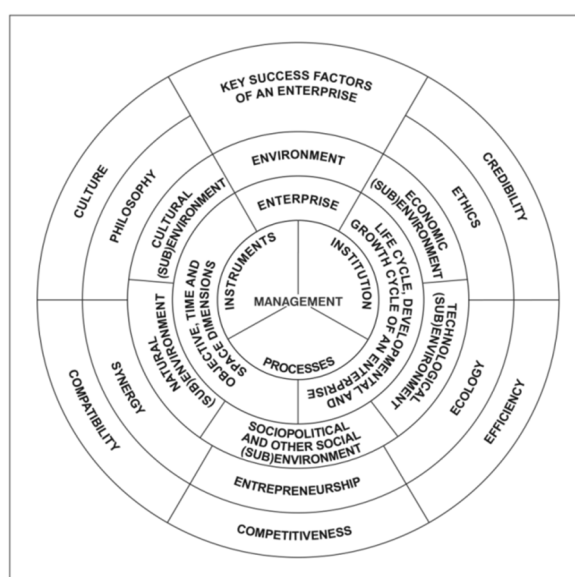 KEY SUCCESS FACTORS
OF AN ENTERPRISE
CULTURE
PHILOSOPHY
CREDIBILITY
ETHICS
ENVIRONMENT
CULTURAL
(SUB)ENVIRONMENT
ECONOMIC
(SUB)ENVIRONMENT
ENTERPRISE
INSTRUMENTS
INSTITUTION
MANAGEMENT
PROCESSES
OBJECTIVE, TIME AND
SPACE DIMENSIONS
LIFE CYCLE, DEVELOPMENTAL AND
GROWTH CYCLE OF AN ENTERPRISE
NATURAL
(SUB)ENVIRONMENT
TECHNOLOGICAL
(SUB)ENVIRONMENT
SYNERGY
COMPATIBILITY
ECOLOGY
EFFICIENCY
SOCIOPOLITICAL
AND OTHER SOCIAL
(SUB)ENVIRONMENT
ENTREPRENEURSHIP
COMPETITIVENESS